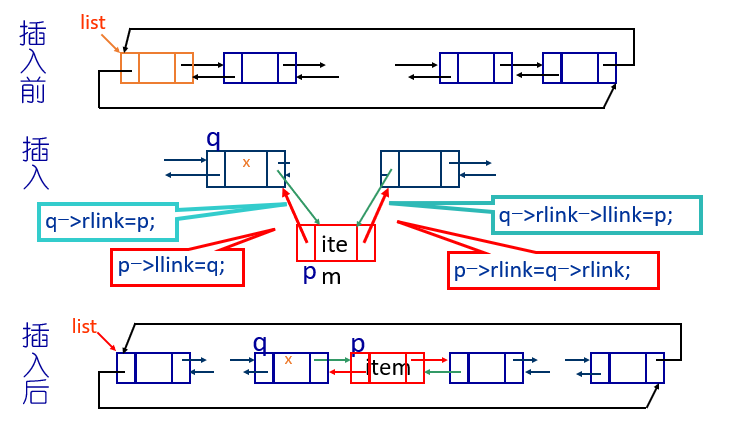 插入前
list
插入
q
x
q->rlink=p;
q->rlink->llink=p;
p->llink=q;
ite
m
p
p->rlink=q->rlink;
插入后
list
q
x
p
item